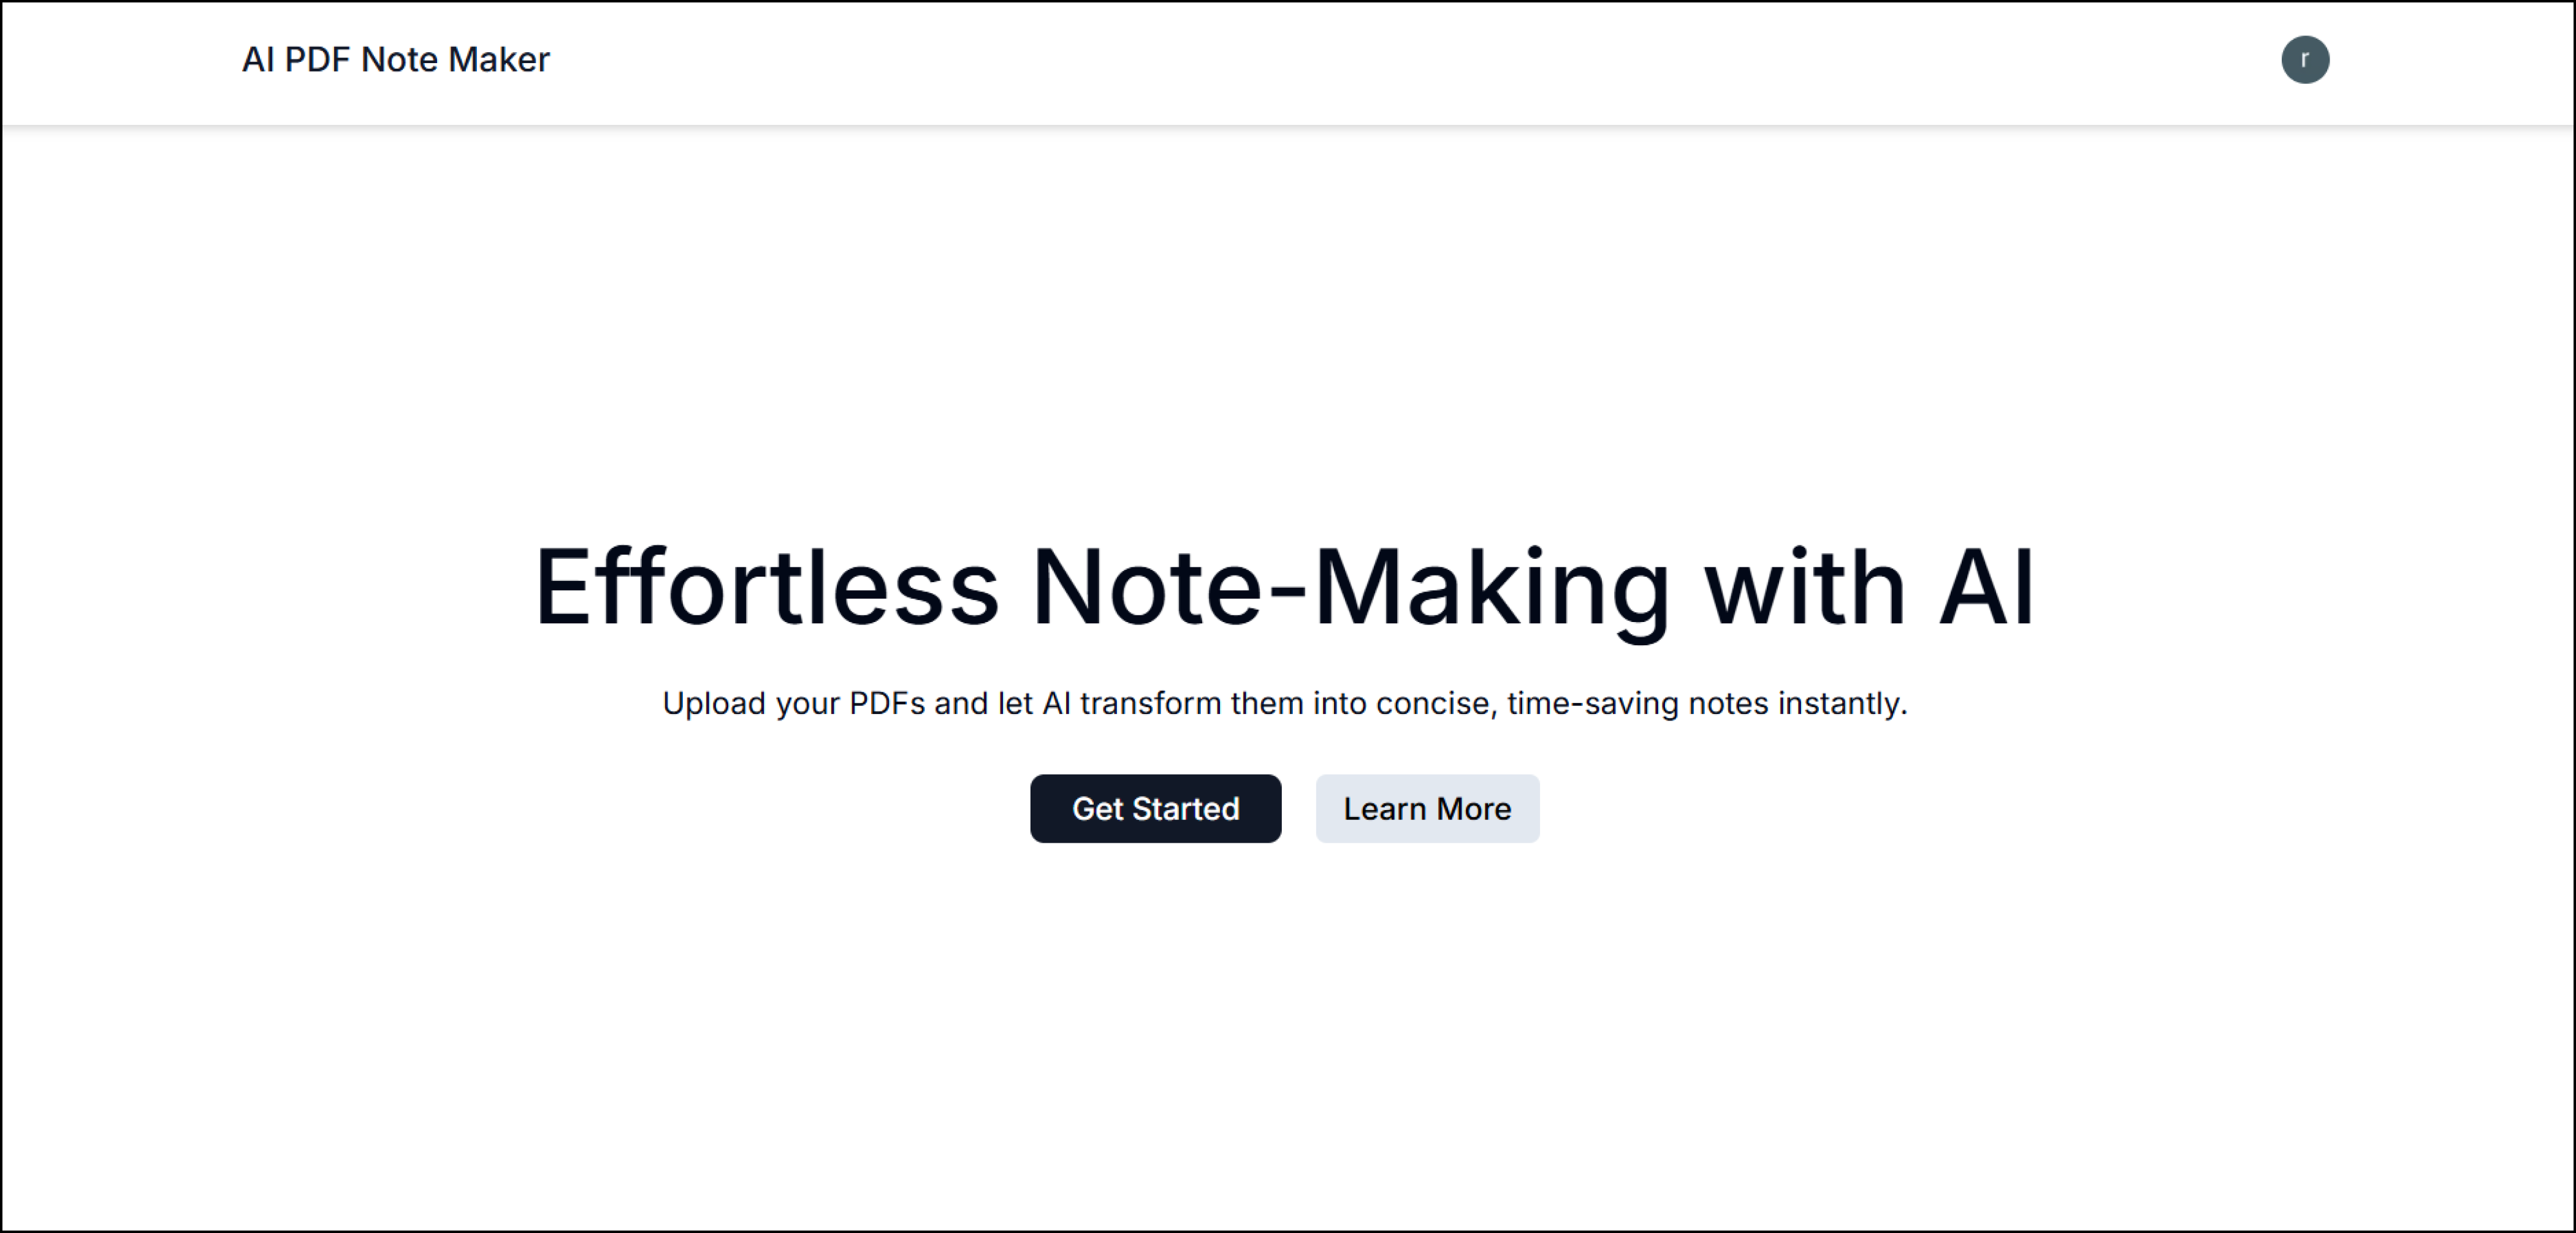 AI PDF Note Maker
r
Effortless Note-Making with AI
Upload your PDFs and let AI transform them into concise, time-saving notes instantly.
Get Started
Learn More